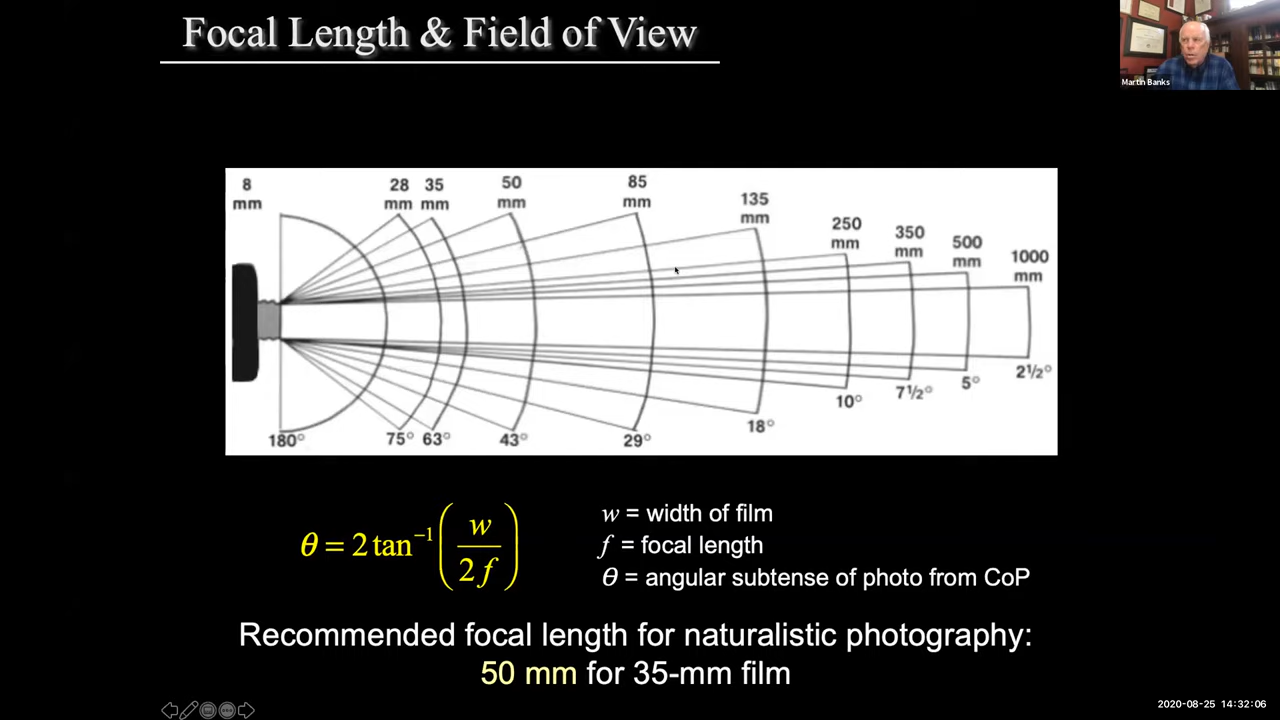 Focal Length & Field of View
Martin Banks
8 mm
28 mm
35 mm
50 mm
85 mm
135 mm
250 mm
350 mm
500 mm
1000 mm
180°
75°
63°
43°
29°
18°
10°
7½°
5°
2½°
θ = 2 tan⁻¹ (w / 2f)
w = width of film
f = focal length
θ = angular subtense of photo from CoP
Recommended focal length for naturalistic photography:
50 mm for 35-mm film
2020-08-25 14:32:06